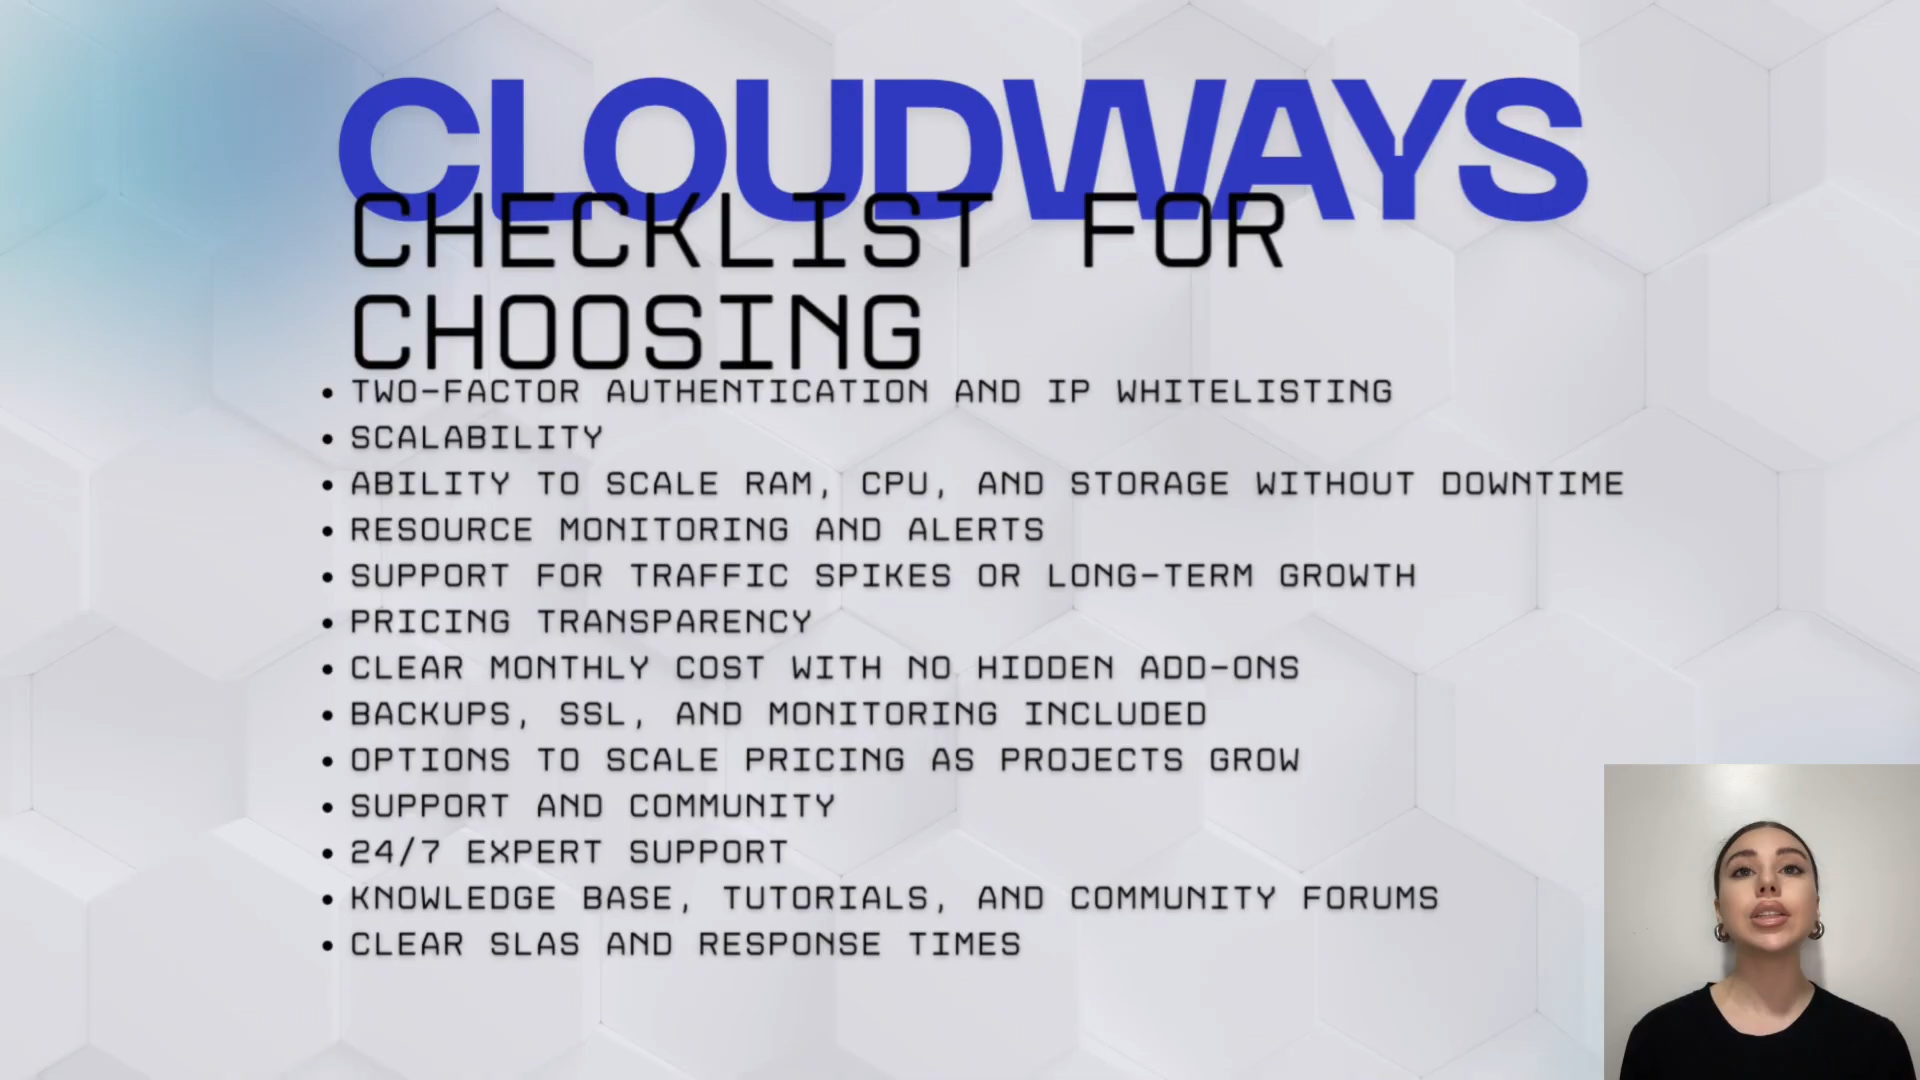 CLOUDWAYS
CHECKLIST FOR
CHOOSING
• TWO-FACTOR AUTHENTICATION AND IP WHITELISTING
• SCALABILITY
• ABILITY TO SCALE RAM, CPU, AND STORAGE WITHOUT DOWNTIME
• RESOURCE MONITORING AND ALERTS
• SUPPORT FOR TRAFFIC SPIKES OR LONG-TERM GROWTH
• PRICING TRANSPARENCY
• CLEAR MONTHLY COST WITH NO HIDDEN ADD-ONS
• BACKUPS, SSL, AND MONITORING INCLUDED
• OPTIONS TO SCALE PRICING AS PROJECTS GROW
• SUPPORT AND COMMUNITY
• 24/7 EXPERT SUPPORT
• KNOWLEDGE BASE, TUTORIALS, AND COMMUNITY FORUMS
• CLEAR SLAS AND RESPONSE TIMES